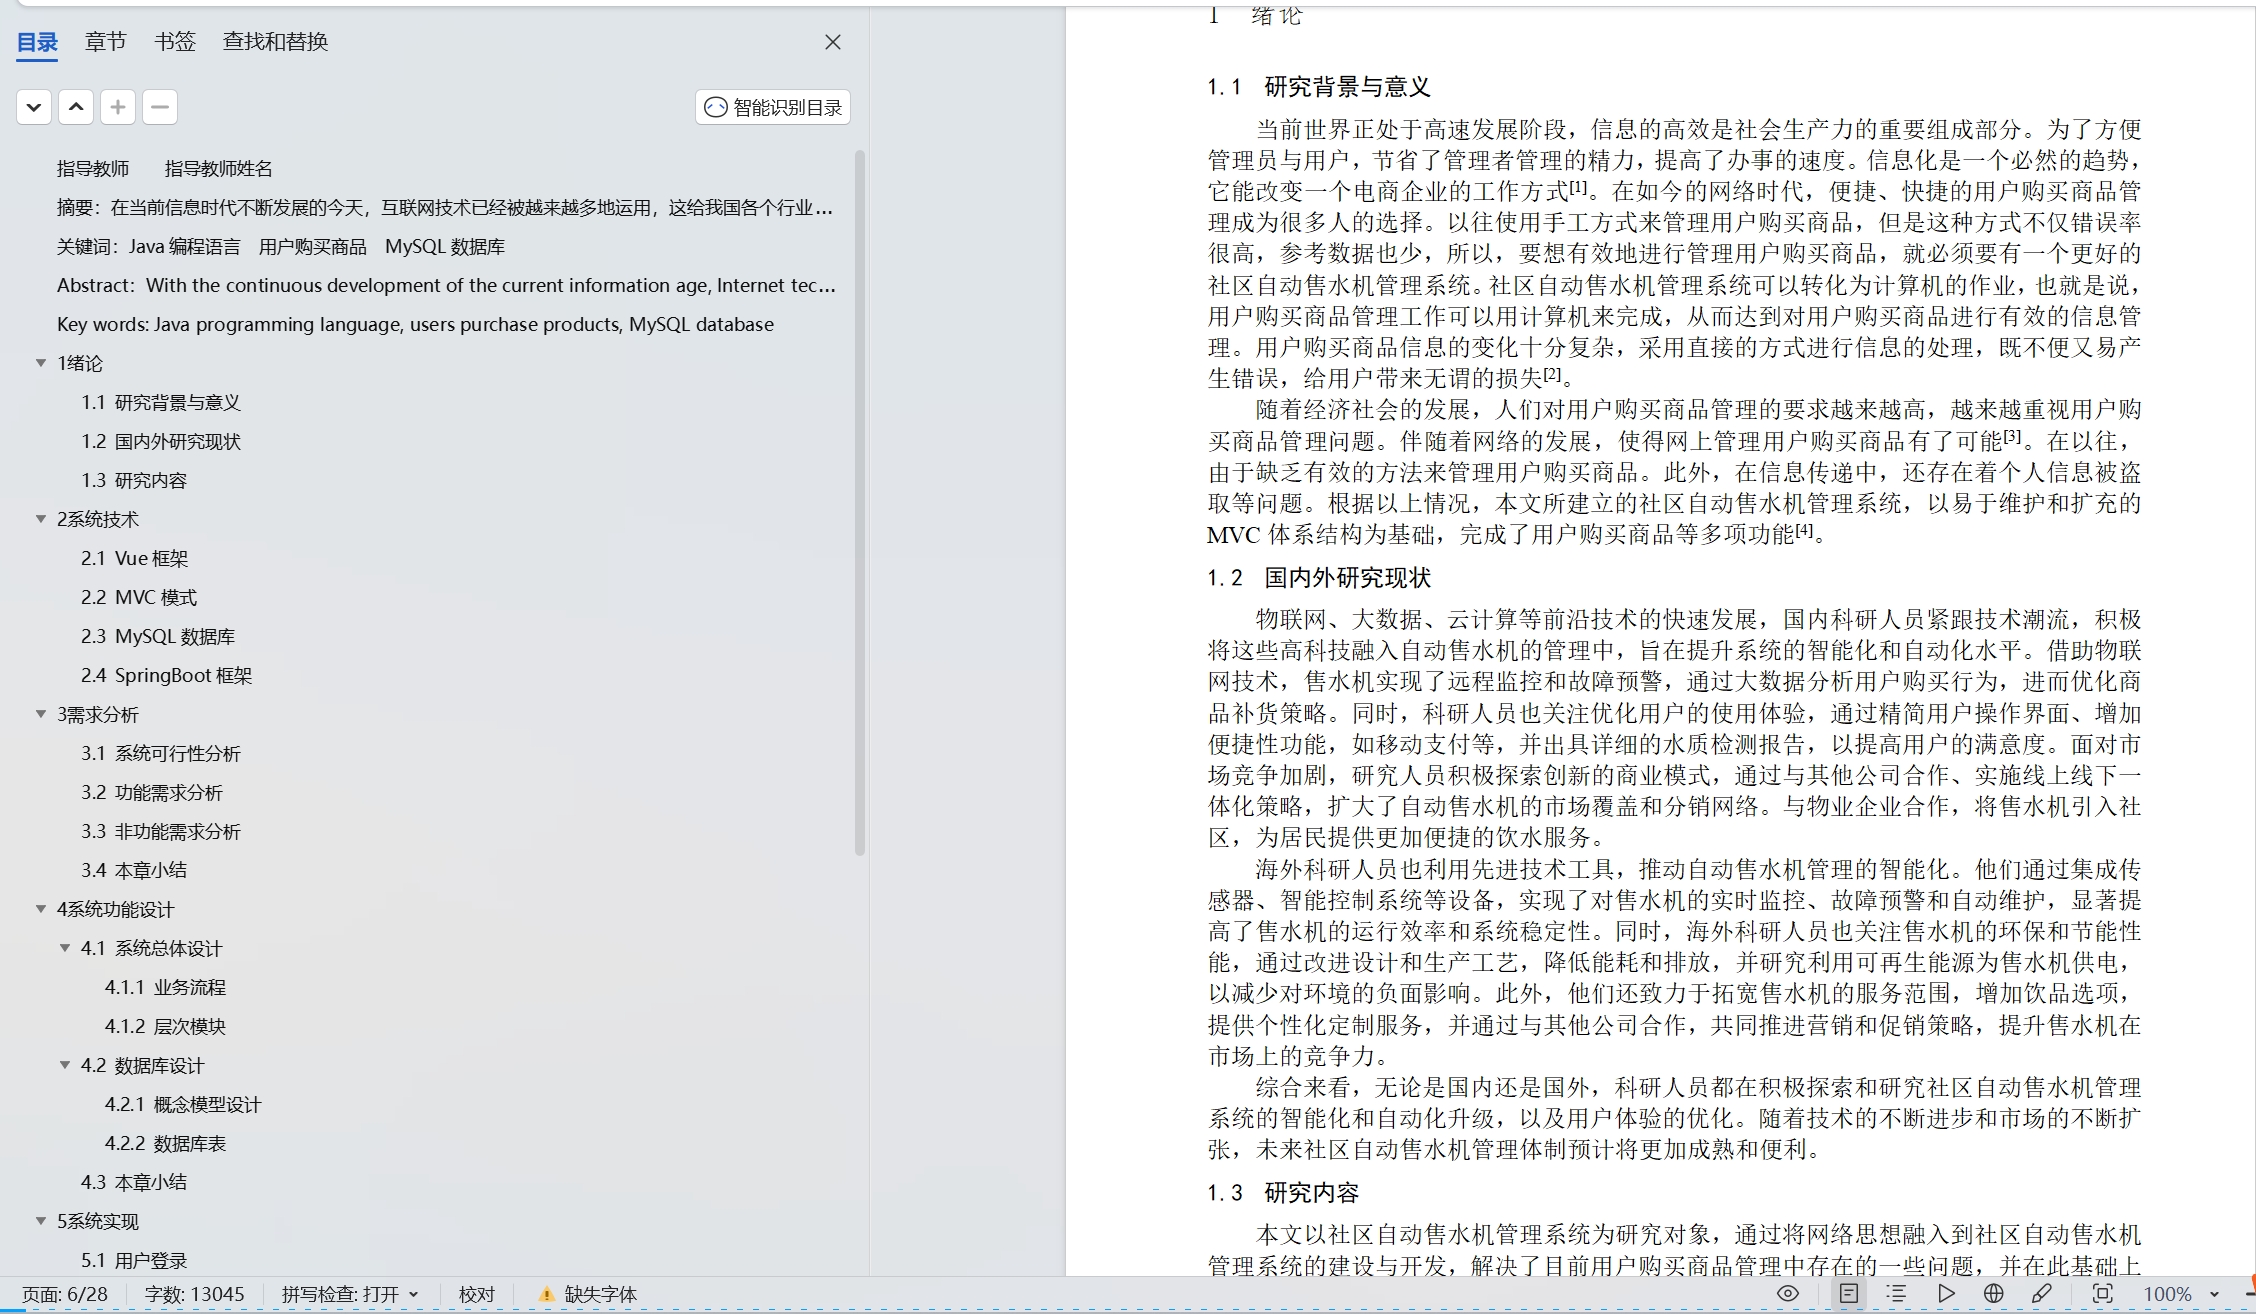 目录 章节 书签 查找和替换
智能识别目录
指导教师 指导教师姓名
摘要：在当前信息时代不断发展的今天，互联网技术已经被越来越多地运用，这给我国各个行业...
关键词：Java 编程语言 用户购买商品 MySQL 数据库
Abstract：With the continuous development of the current information age, Internet tec...
Key words: Java programming language, users purchase products, MySQL database
1绪论
1.1 研究背景与意义
1.2 国内外研究现状
1.3 研究内容
2系统技术
2.1 Vue 框架
2.2 MVC 模式
2.3 MySQL 数据库
2.4 SpringBoot 框架
3需求分析
3.1 系统可行性分析
3.2 功能需求分析
3.3 非功能需求分析
3.4 本章小结
4系统功能设计
4.1 系统总体设计
4.1.1 业务流程
4.1.2 层次模块
4.2 数据库设计
4.2.1 概念模型设计
4.2.2 数据库表
4.3 本章小结
5系统实现
5.1 用户登录
1 绪论
1.1 研究背景与意义
当前世界正处于高速发展阶段，信息的高效是社会生产力的重要组成部分。为了方便
管理员与用户，节省了管理者管理的精力，提高了办事的速度。信息化是一个必然的趋势，
它能改变一个电商企业的工作方式[1]。在如今的网络时代，便捷、快捷的用户购买商品管
理成为很多人的选择。以往使用手工方式来管理用户购买商品，但是这种方式不仅错误率
很高，参考数据也少，所以，要想有效地进行管理用户购买商品，就必须要有一个更好的
社区自动售水机管理系统。社区自动售水机管理系统可以转化为计算机的作业，也就是说，
用户购买商品管理工作可以用计算机来完成，从而达到对用户购买商品进行有效的信息管
理。用户购买商品信息的变化十分复杂，采用直接的方式进行信息的处理，既不便又易产
生错误，给用户带来无谓的损失[2]。
随着经济社会的发展，人们对用户购买商品管理的要求越来越高，越来越重视用户购
买商品管理问题。伴随着网络的发展，使得网上管理用户购买商品有了可能[3]。在以往，
由于缺乏有效的方法来管理用户购买商品。此外，在信息传递中，还存在着个人信息被盗
取等问题。根据以上情况，本文所建立的社区自动售水机管理系统，以易于维护和扩充的
MVC 体系结构为基础，完成了用户购买商品等多项功能[4]。
1.2 国内外研究现状
物联网、大数据、云计算等前沿技术的快速发展，国内科研人员紧跟技术潮流，积极
将这些高科技融入自动售水机的管理中，旨在提升系统的智能化和自动化水平。借助物联
网技术，售水机实现了远程监控和故障预警，通过大数据分析用户购买行为，进而优化商
品补货策略。同时，科研人员也关注优化用户的使用体验，通过精简用户操作界面、增加
便捷性功能，如移动支付等，并出具详细的水质检测报告，以提高用户的满意度。面对市
场竞争加剧，研究人员积极探索创新的商业模式，通过与其他公司合作、实施线上线下一
体化策略，扩大了自动售水机的市场覆盖和分销网络。与物业企业合作，将售水机引入社
区，为居民提供更加便捷的饮水服务。
海外科研人员也利用先进技术工具，推动自动售水机管理的智能化。他们通过集成传
感器、智能控制系统等设备，实现了对售水机的实时监控、故障预警和自动维护，显著提
高了售水机的运行效率和系统稳定性。同时，海外科研人员也关注售水机的环保和节能性
能，通过改进设计和生产工艺，降低能耗和排放，并研究利用可再生能源为售水机供电，
以减少对环境的负面影响。此外，他们还致力于拓宽售水机的服务范围，增加饮品选项，
提供个性化定制服务，并通过与其他公司合作，共同推进营销和促销策略，提升售水机在
市场上的竞争力。
综合来看，无论是国内还是国外，科研人员都在积极探索和研究社区自动售水机管理
系统的智能化和自动化升级，以及用户体验的优化。随着技术的不断进步和市场的不断扩
张，未来社区自动售水机管理体制预计将更加成熟和便利。
1.3 研究内容
本文以社区自动售水机管理系统为研究对象，通过将网络思想融入到社区自动售水机
管理系统的建设与开发，解决了目前用户购买商品管理中存在的一些问题，并在此基础上
页面: 6/28 字数: 13045 拼写检查: 打开 校对 缺失字体 100%